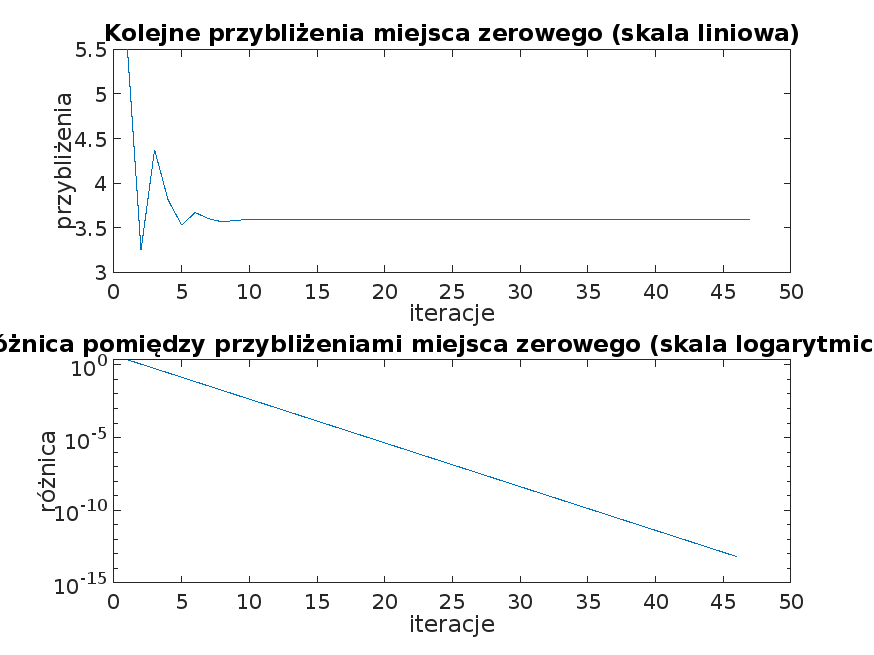 Kolejne przybliżenia miejsca zerowego (skala liniowa)
przybliżenia
5.5
5
4.5
4
3.5
3
0 5 10 15 20 25 30 35 40 45 50
iteracje
óżnica pomiędzy przybliżeniami miejsca zerowego (skala logarytmic
różnica
10^0
10^-5
10^-10
10^-15
0 5 10 15 20 25 30 35 40 45 50
iteracje